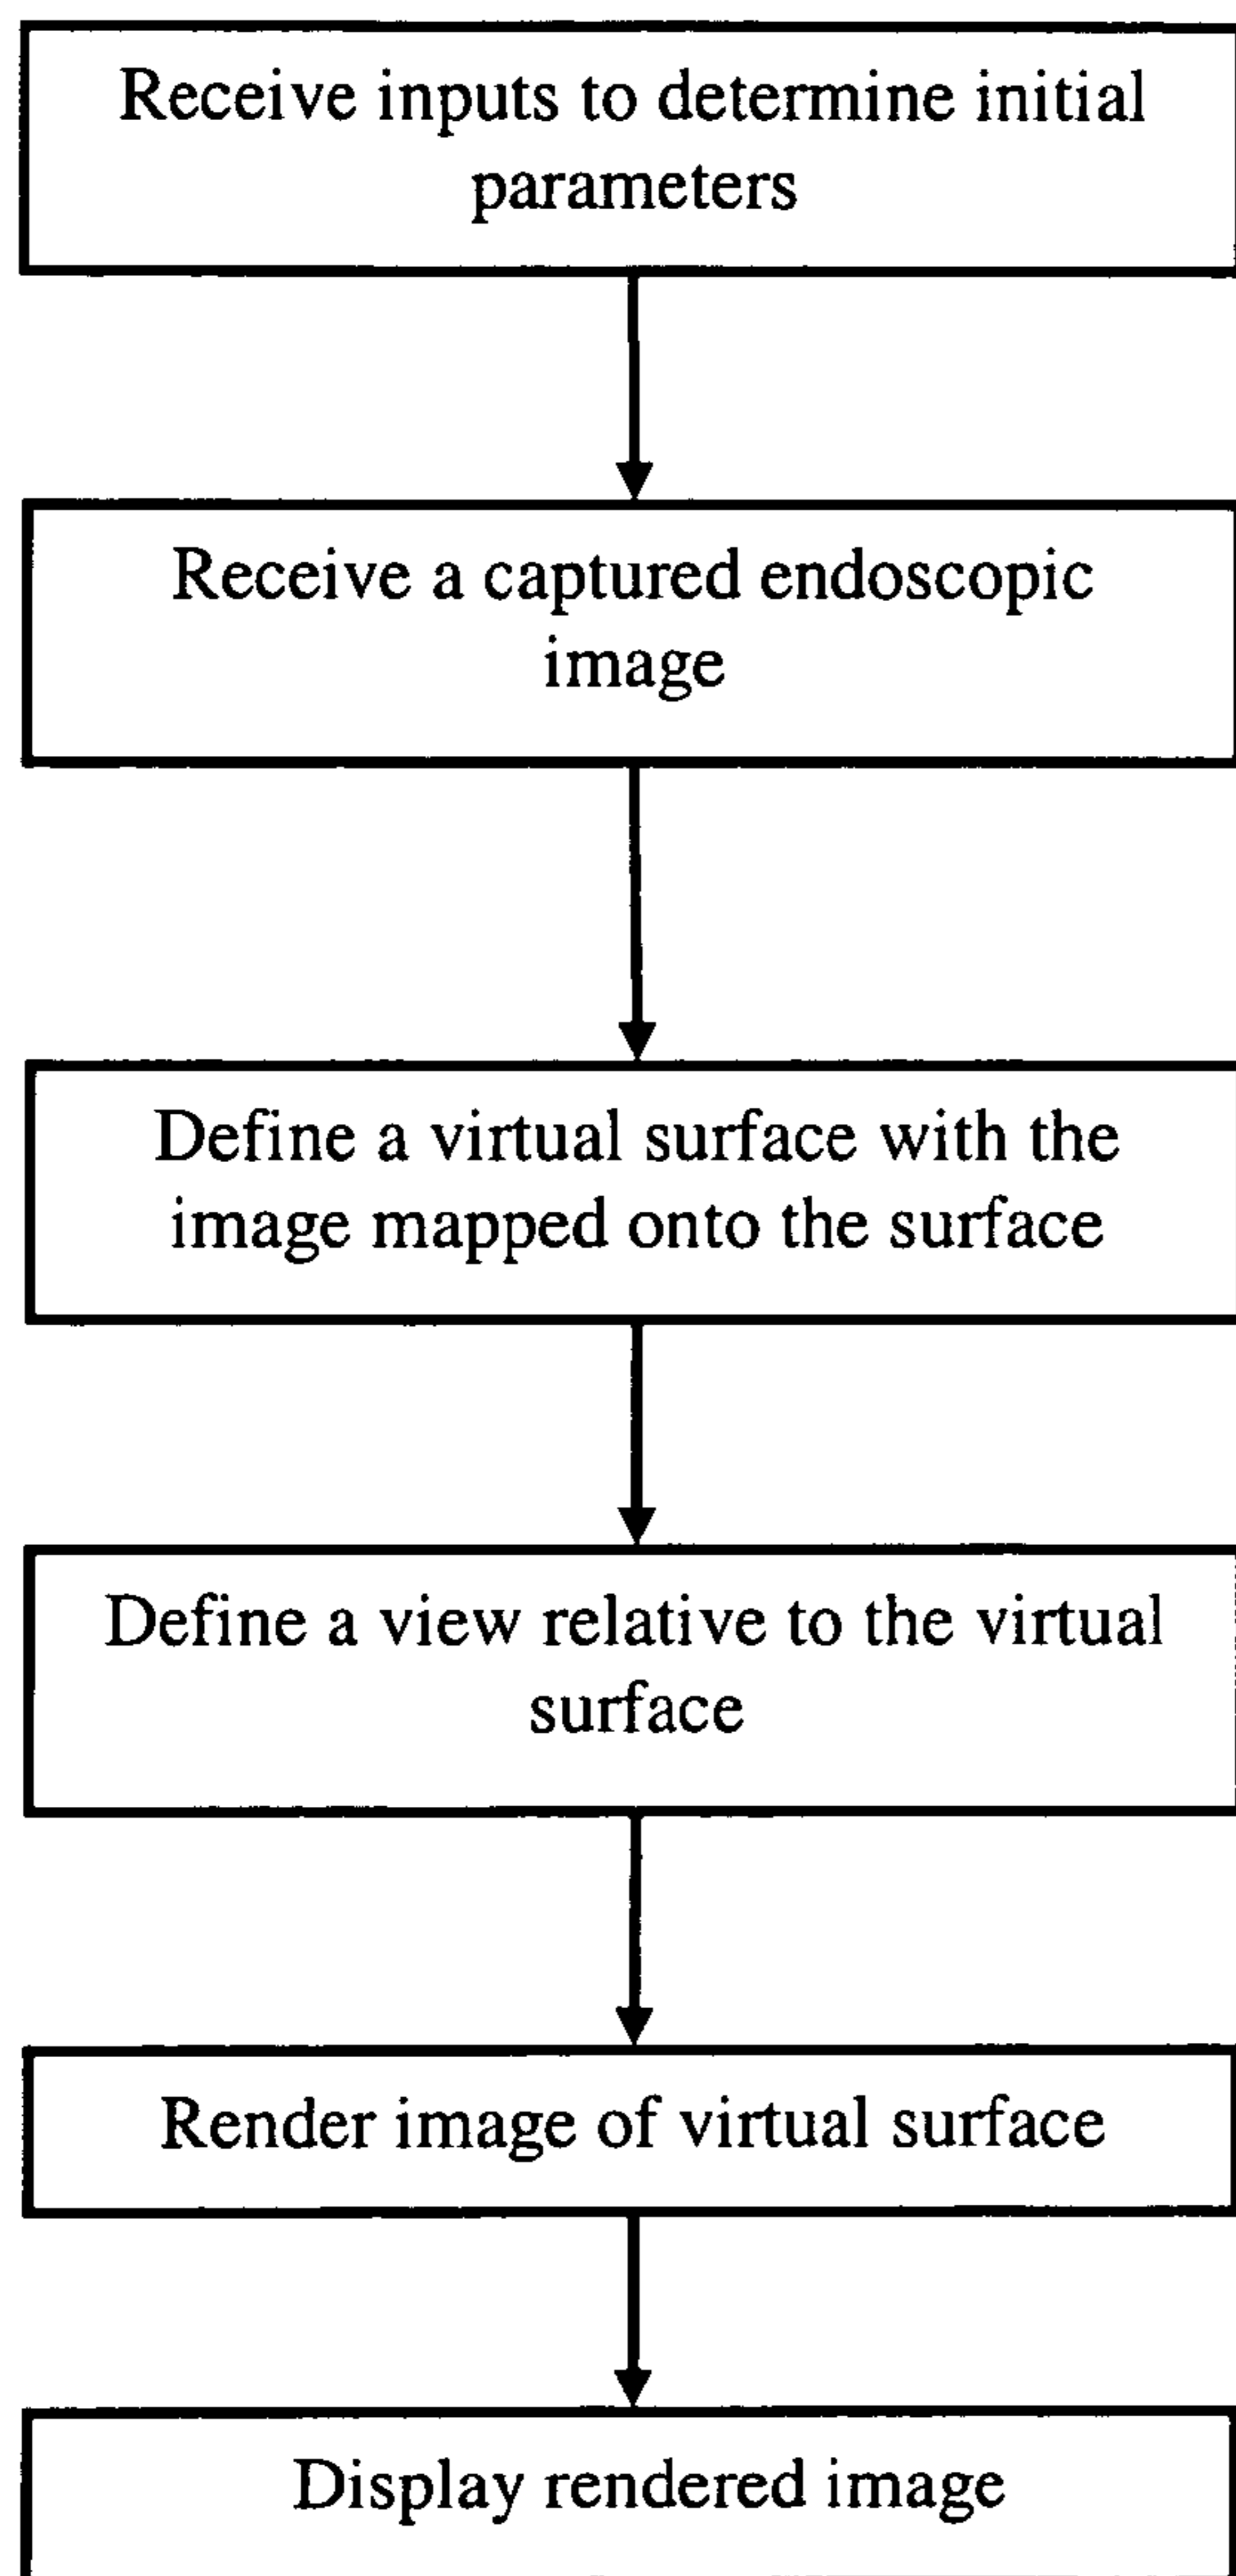 Receive inputs to determine initial
parameters
Receive a captured endoscopic
image
Define a virtual surface with the
image mapped onto the surface
Define a view relative to the virtual
surface
Render image of virtual surface
Display rendered image